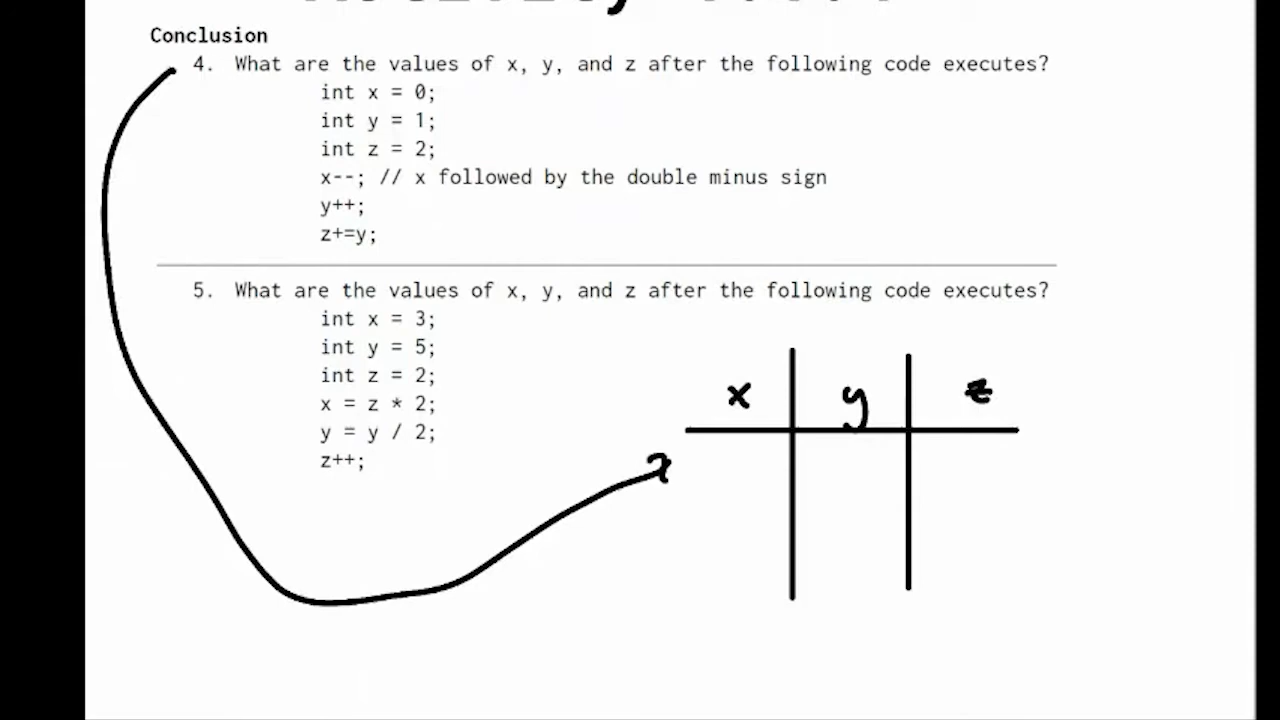 Conclusion
4. What are the values of x, y, and z after the following code executes?
int x = 0;
int y = 1;
int z = 2;
x--; // x followed by the double minus sign
y++;
z+=y;
5. What are the values of x, y, and z after the following code executes?
int x = 3;
int y = 5;
int z = 2;
x = z * 2;
y = y / 2;
z++;
x y z